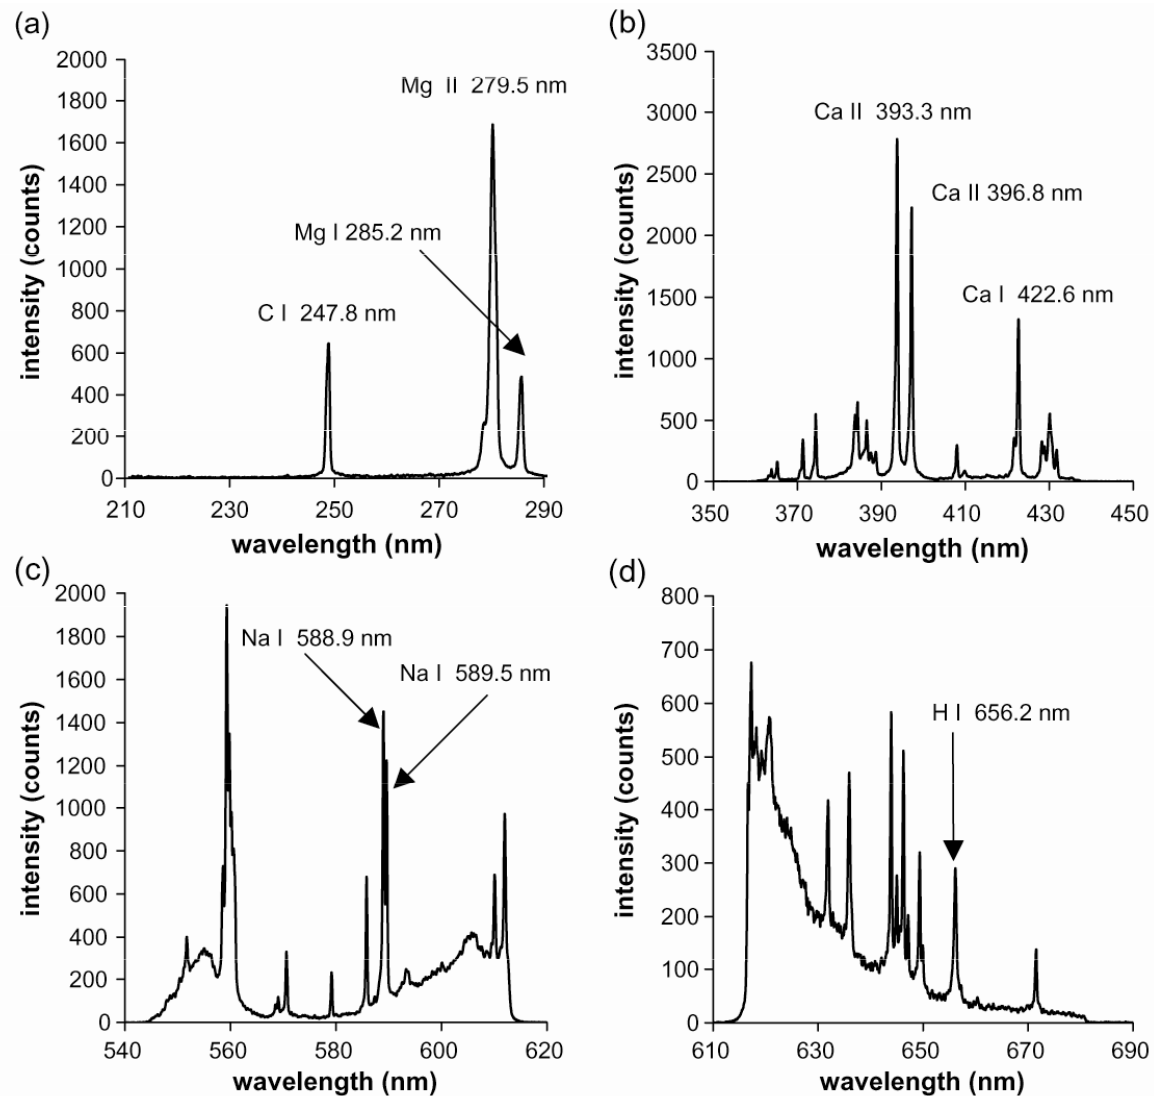 (a)
2000
1800
1600
1400
1200
1000
800
600
400
200
0
intensity (counts)
Mg II 279.5 nm
Mg I 285.2 nm
C I 247.8 nm
210 230 250 270 290
wavelength (nm)
(b)
3500
3000
2500
2000
1500
1000
500
0
intensity (counts)
Ca II 393.3 nm
Ca II 396.8 nm
Ca I 422.6 nm
350 370 390 410 430 450
wavelength (nm)
(c)
2000
1800
1600
1400
1200
1000
800
600
400
200
0
intensity (counts)
Na I 588.9 nm
Na I 589.5 nm
540 560 580 600 620
wavelength (nm)
(d)
800
700
600
500
400
300
200
100
0
intensity (counts)
H I 656.2 nm
610 630 650 670 690
wavelength (nm)